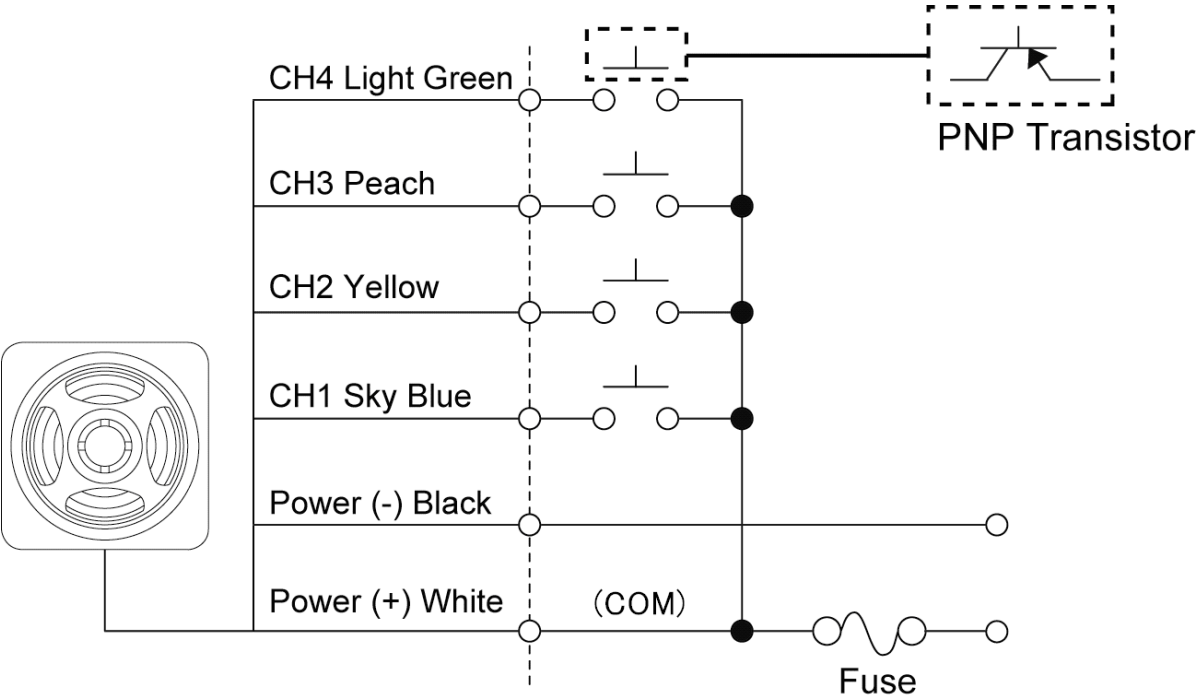 CH4 Light Green
PNP Transistor
CH3 Peach
CH2 Yellow
CH1 Sky Blue
Power (-) Black
Power (+) White
(COM)
Fuse